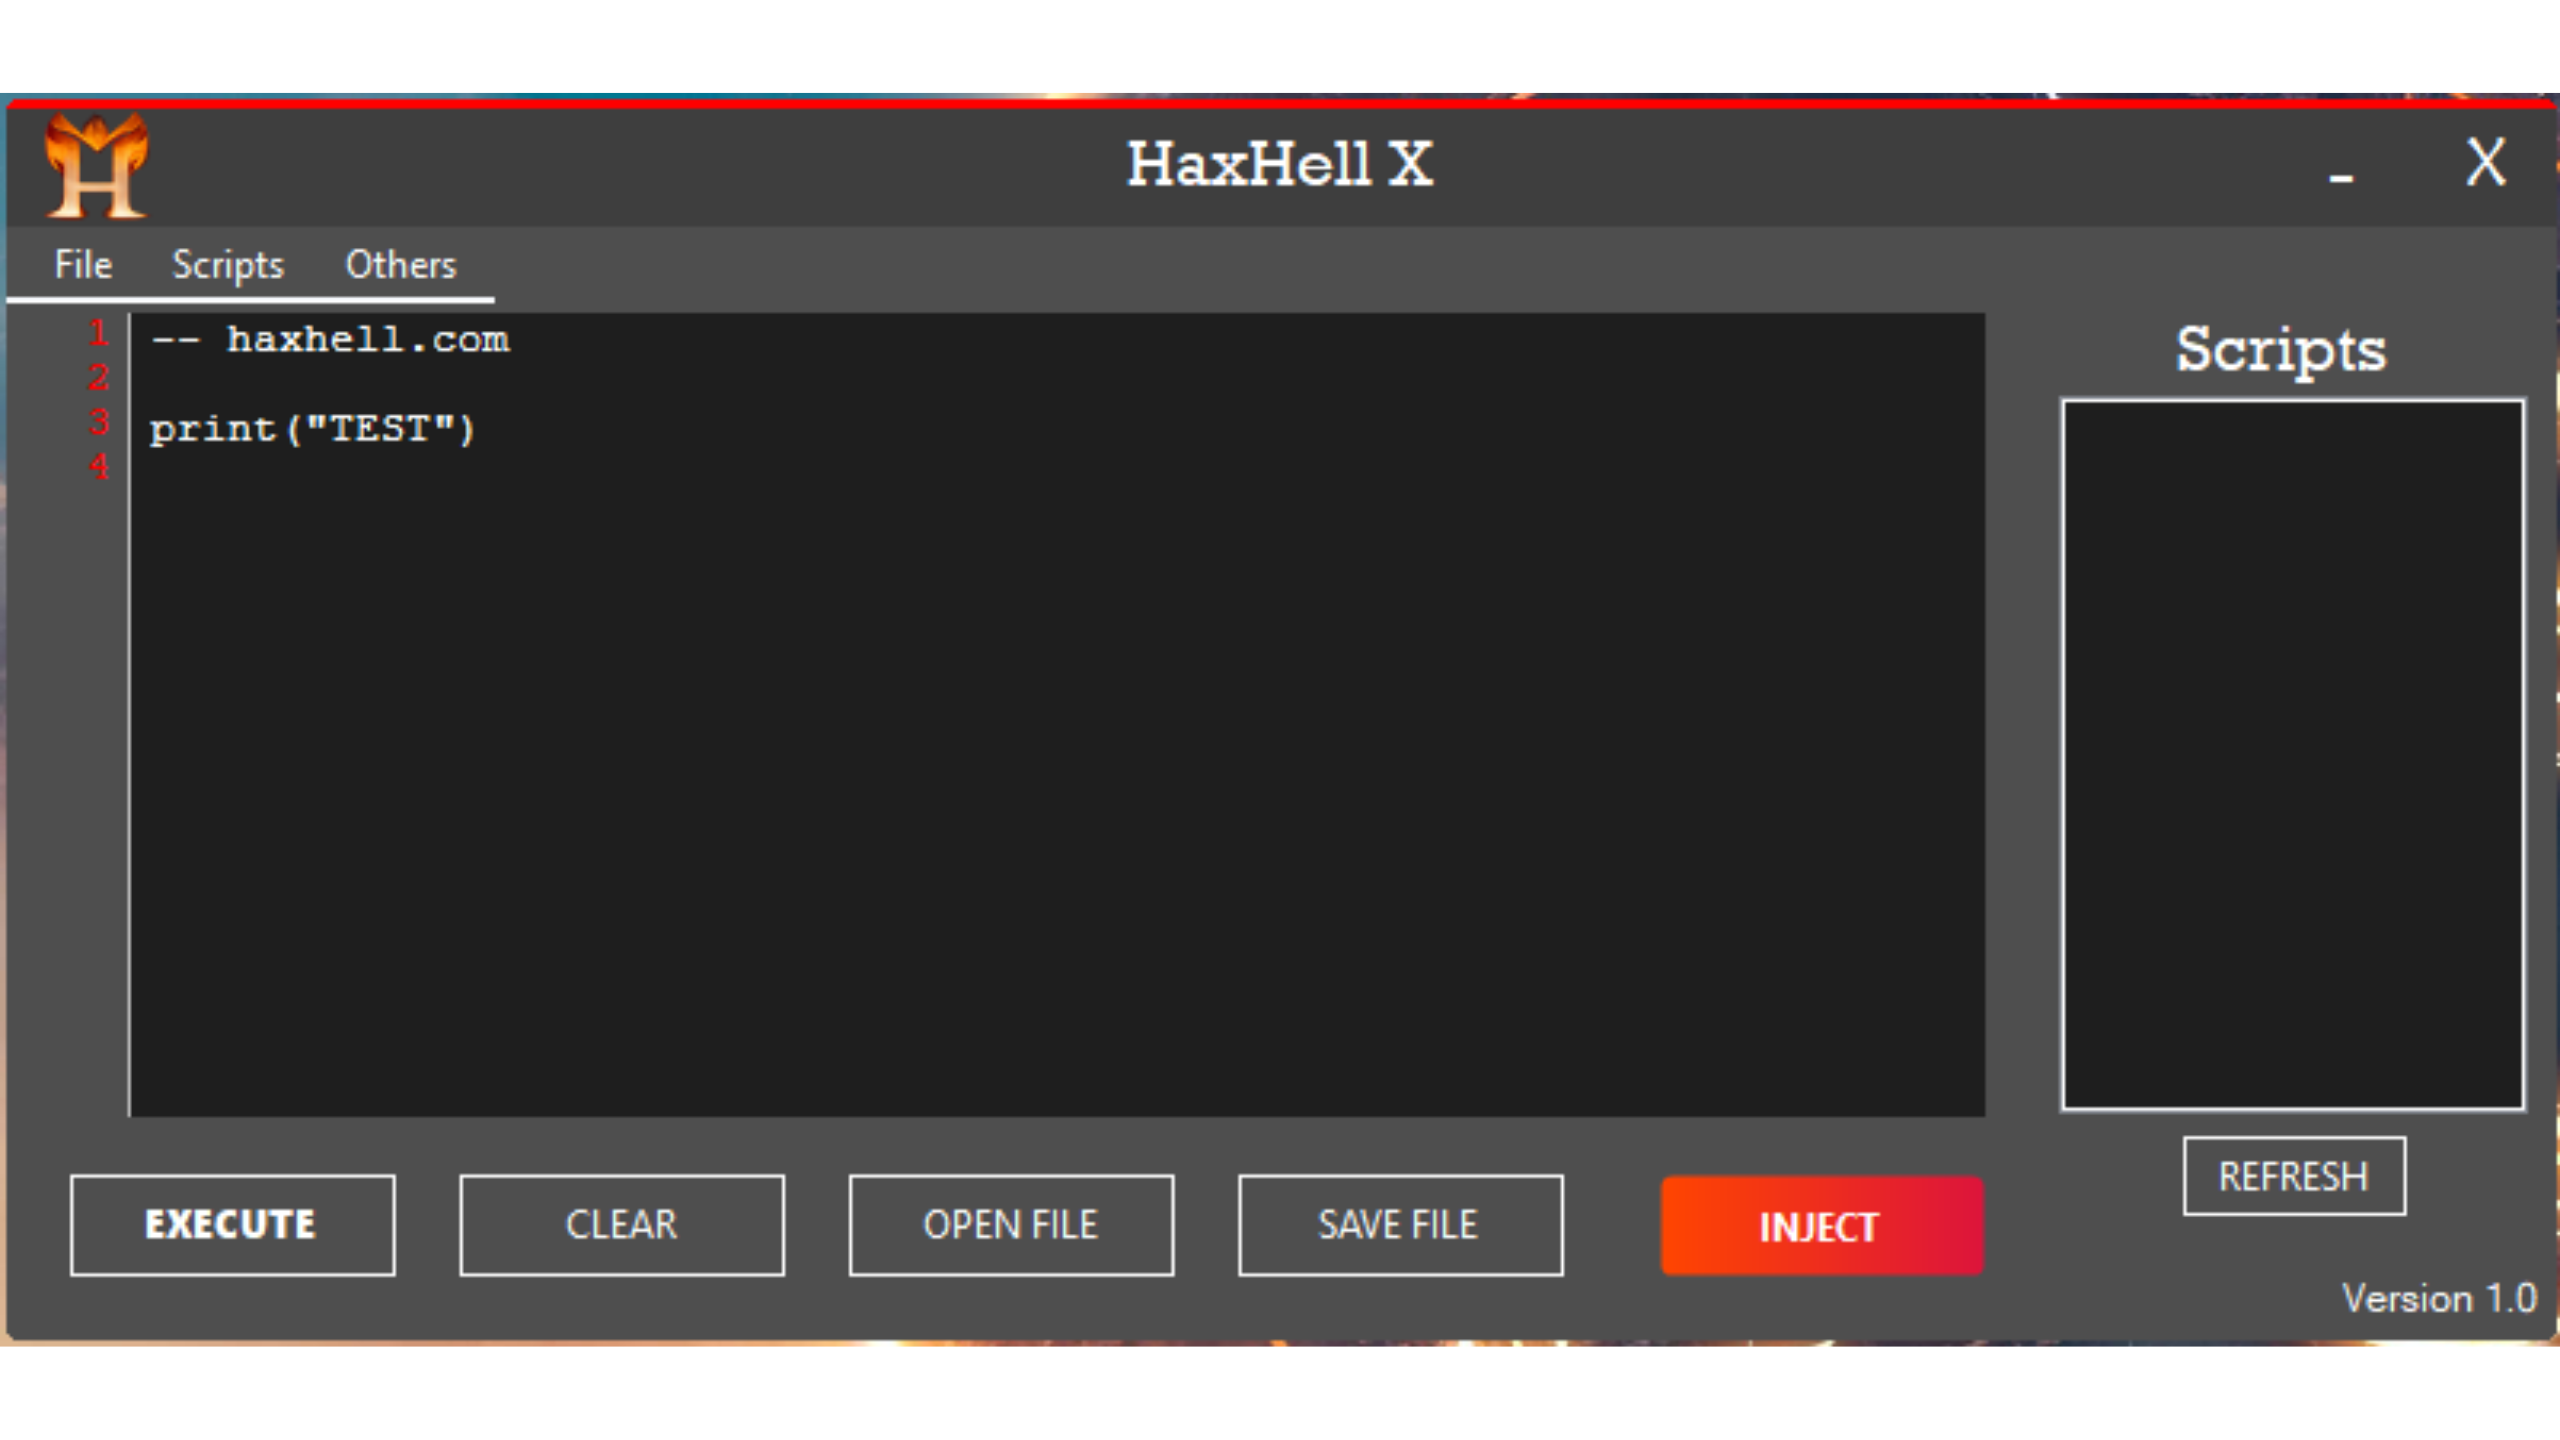 HaxHell X
- X
File Scripts Others
1 -- haxhell.com
2
3 print("TEST")
4
Scripts
REFRESH
EXECUTE CLEAR OPEN FILE SAVE FILE INJECT
Version 1.0